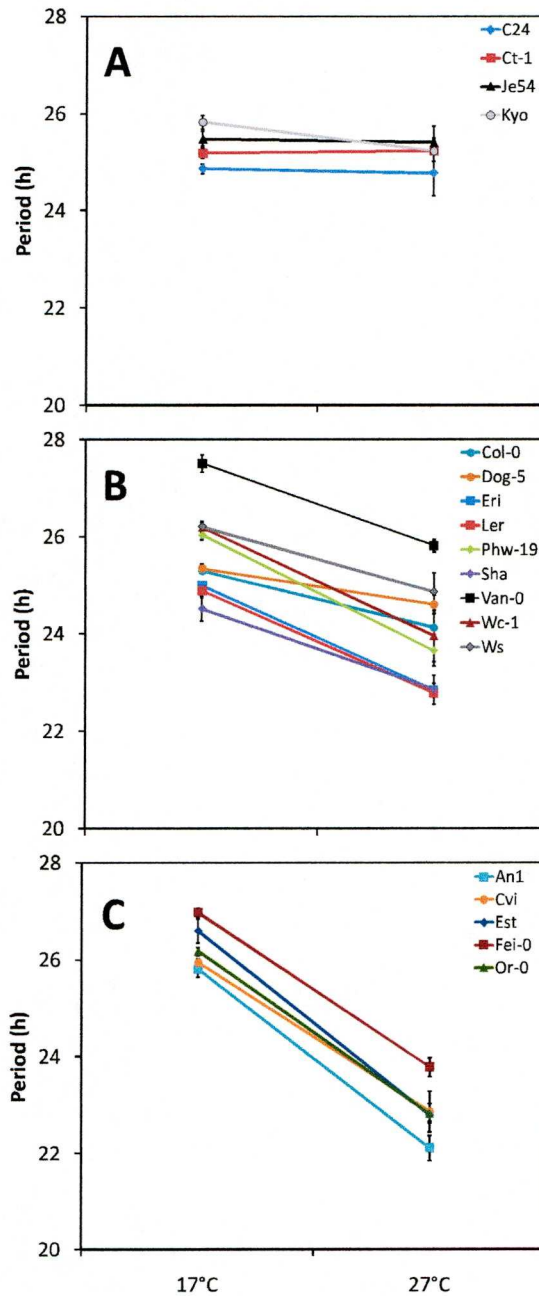 A
28
26
24
22
20
Period (h)
C24
Ct-1
Je54
Kyo
B
28
26
24
22
20
Period (h)
Col-0
Dog-5
Eri
Ler
Phw-19
Sha
Van-0
Wc-1
Ws
C
28
26
24
22
20
Period (h)
An1
Cvi
Est
Fei-0
Or-0
17°C 27°C